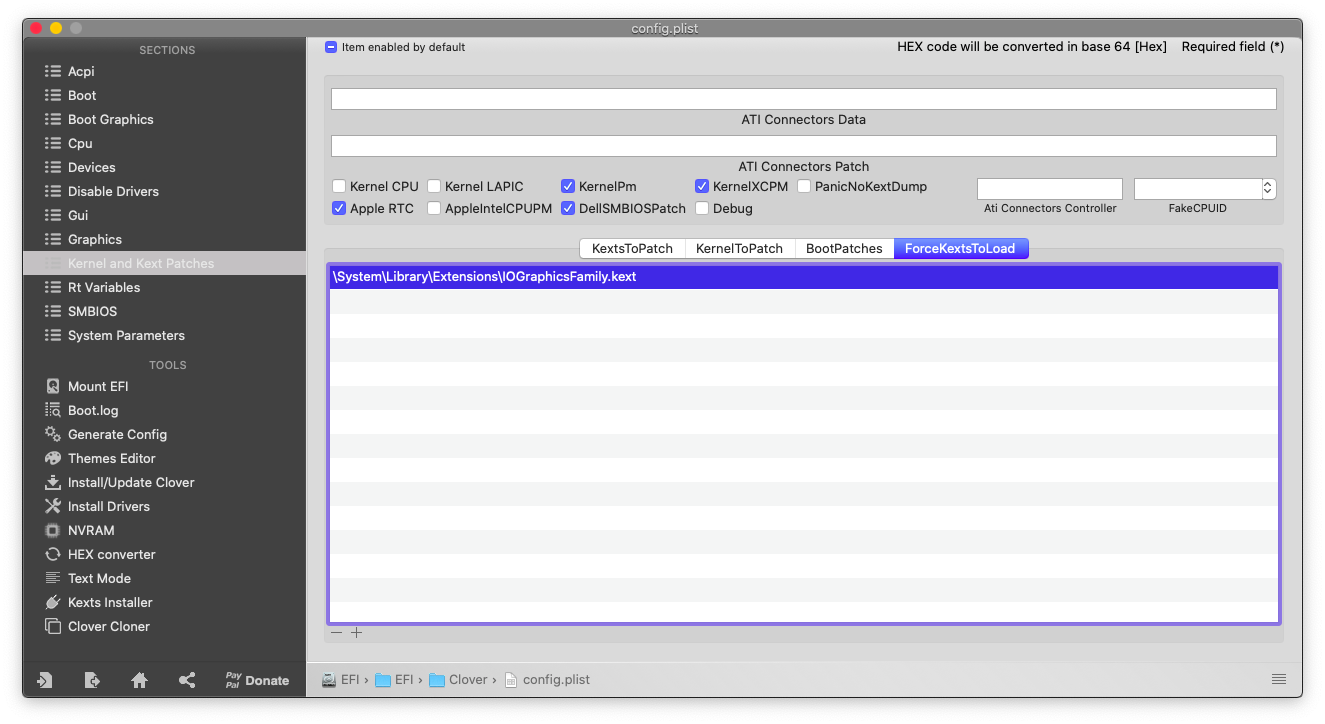 config.plist
SECTIONS
Acpi
Boot
Boot Graphics
Cpu
Devices
Disable Drivers
Gui
Graphics
Kernel and Kext Patches
Rt Variables
SMBIOS
System Parameters
TOOLS
Mount EFI
Boot.log
Generate Config
Themes Editor
Install/Update Clover
Install Drivers
NVRAM
HEX converter
Text Mode
Kexts Installer
Clover Cloner
Pay
Pal
Donate
Item enabled by default
HEX code will be converted in base 64 [Hex] Required field (*)
ATI Connectors Data
ATI Connectors Patch
Kernel CPU Kernel LAPIC KernelPm KernelXCPM PanicNoKextDump
Apple RTC AppleIntelCPUPM DellSMBIOSPatch Debug
Ati Connectors Controller FakeCPUID
KextsToPatch KernelToPatch BootPatches ForceKextsToLoad
\System\Library\Extensions\IOGraphicsFamily.kext
EFI › EFI › Clover › config.plist